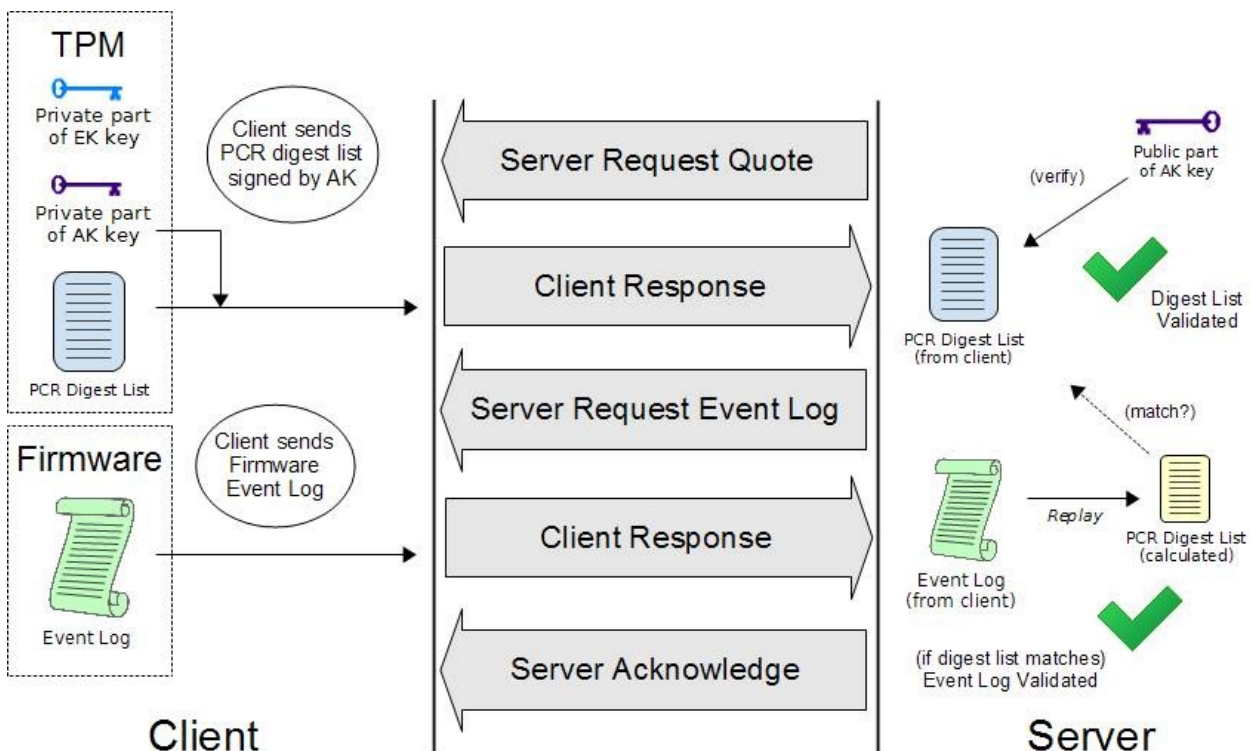 TPM
Private part
of EK key
Private part
of AK key
PCR Digest List
Client sends
PCR digest list
signed by AK
Firmware
Event Log
Client sends
Firmware
Event Log
Client
Server Request Quote
Client Response
Server Request Event Log
Client Response
Server Acknowledge
Public part
of AK key
(verify)
PCR Digest List
(from client)
Digest List
Validated
(match?)
Replay
PCR Digest List
(calculated)
Event Log
(from client)
(if digest list matches)
Event Log Validated
Server